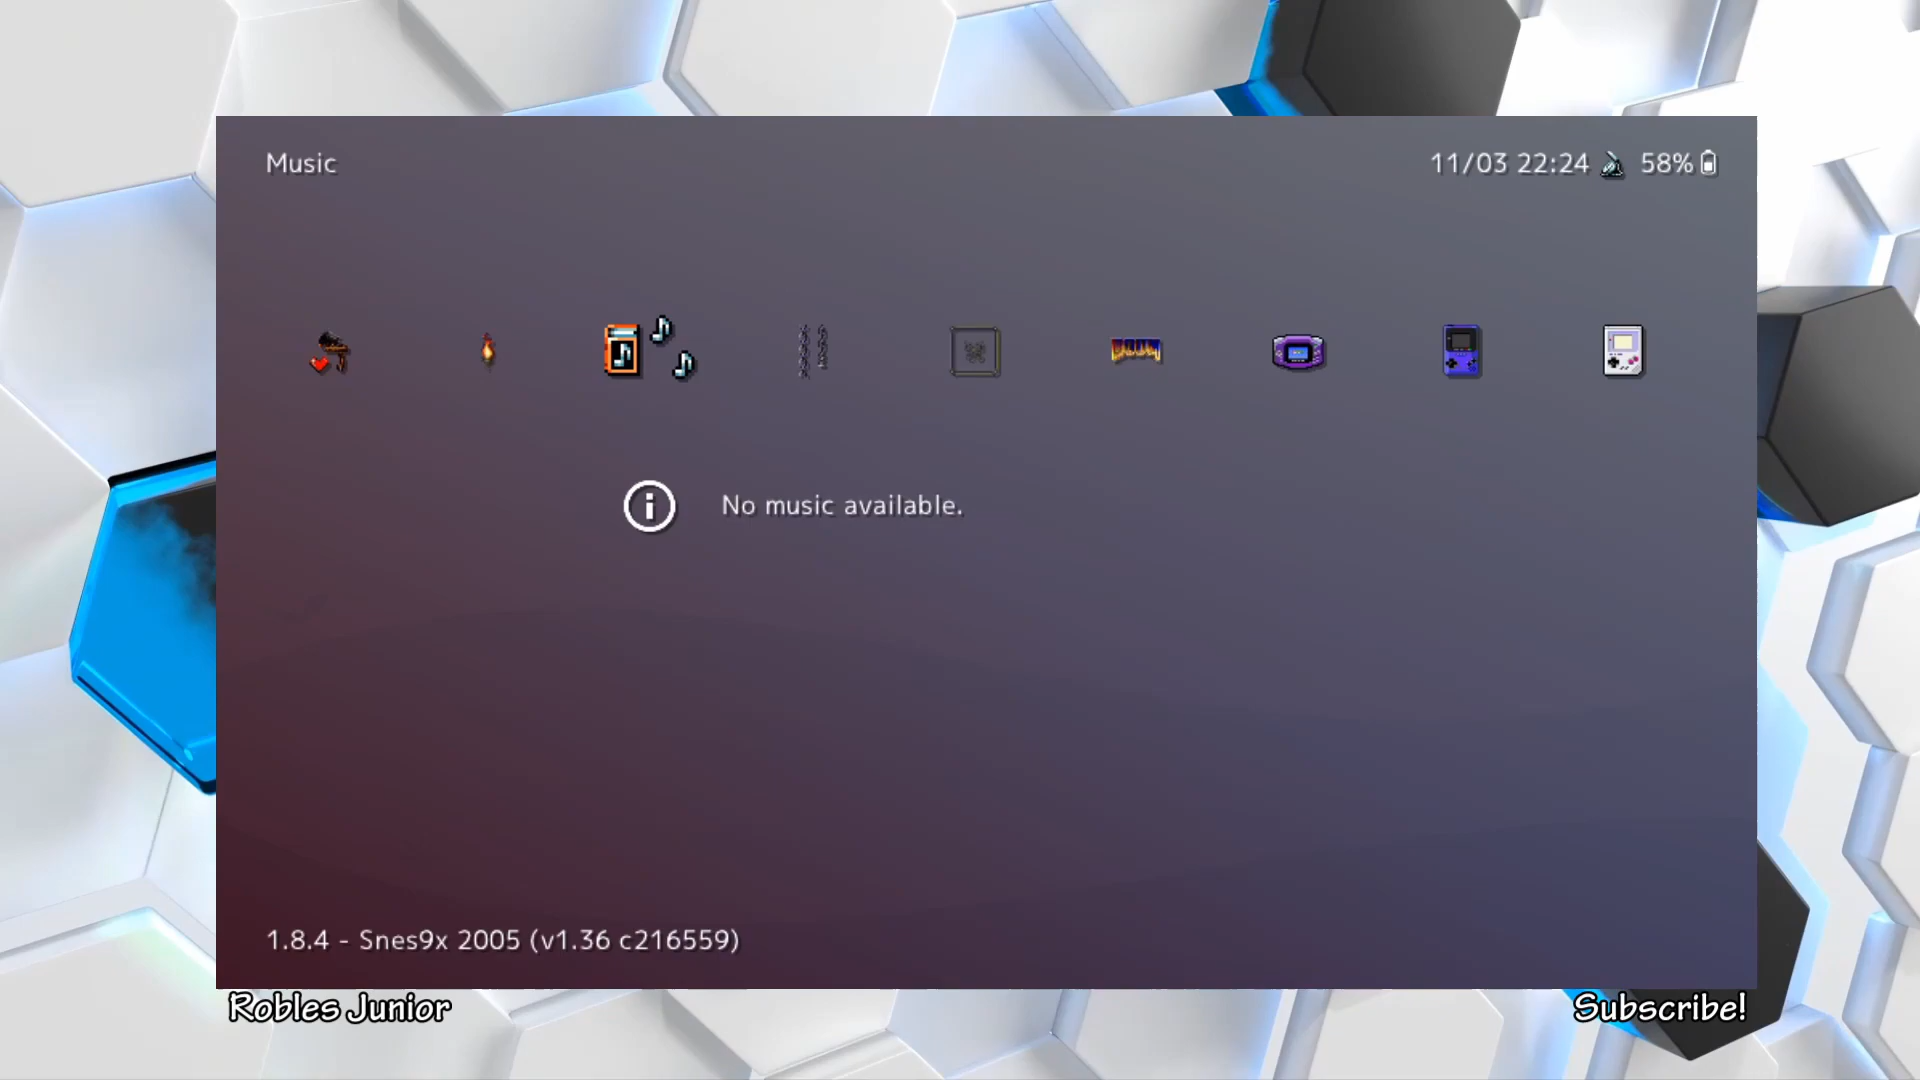 Music
11/03 22:24 58%
DOOM
No music available.
1.8.4 - Snes9x 2005 (v1.36 c216559)
Robles Junior
Subscribe!